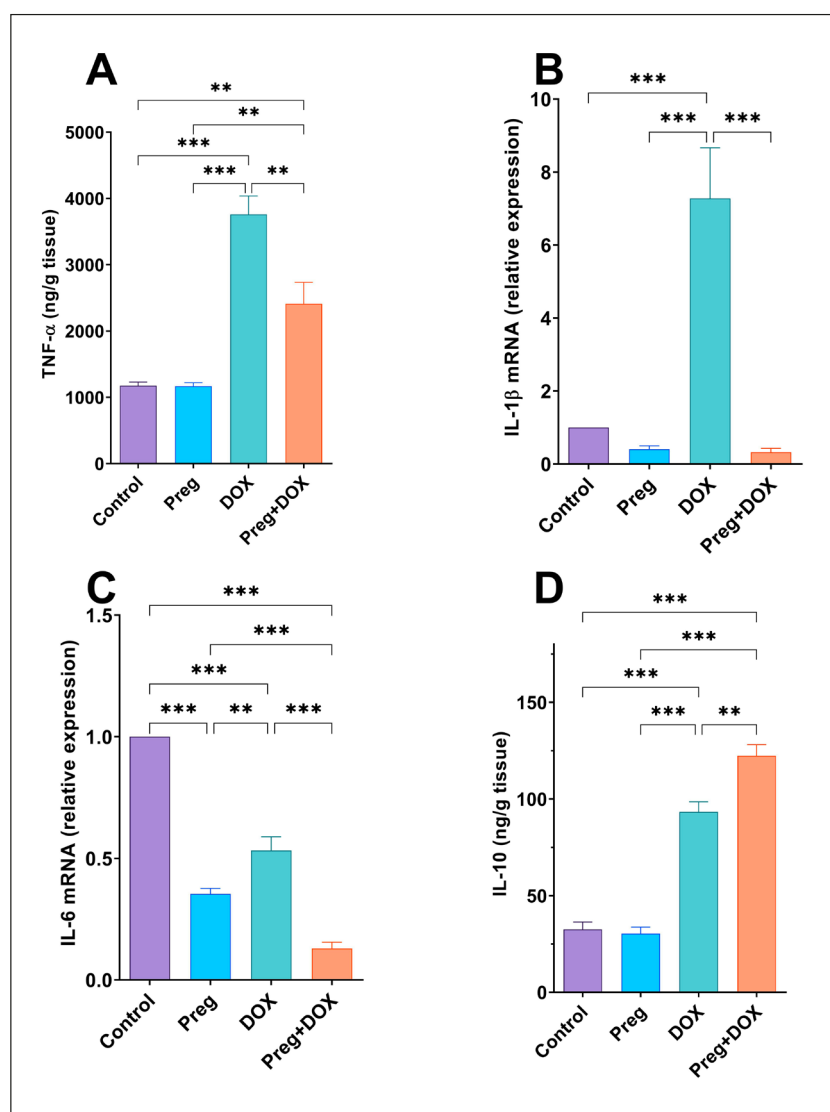 A
**
**
***
***
**
TNF-α (ng/g tissue)
5000
4000
3000
2000
1000
0
Control
Preg
DOX
Preg+DOX
B
***
***
***
IL-1β mRNA (relative expression)
10
8
6
4
2
0
Control
Preg
DOX
Preg+DOX
C
***
***
***
***
**
***
IL-6 mRNA (relative expression)
1.5
1.0
0.5
0.0
Control
Preg
DOX
Preg+DOX
D
***
***
***
***
**
IL-10 (ng/g tissue)
150
100
50
0
Control
Preg
DOX
Preg+DOX